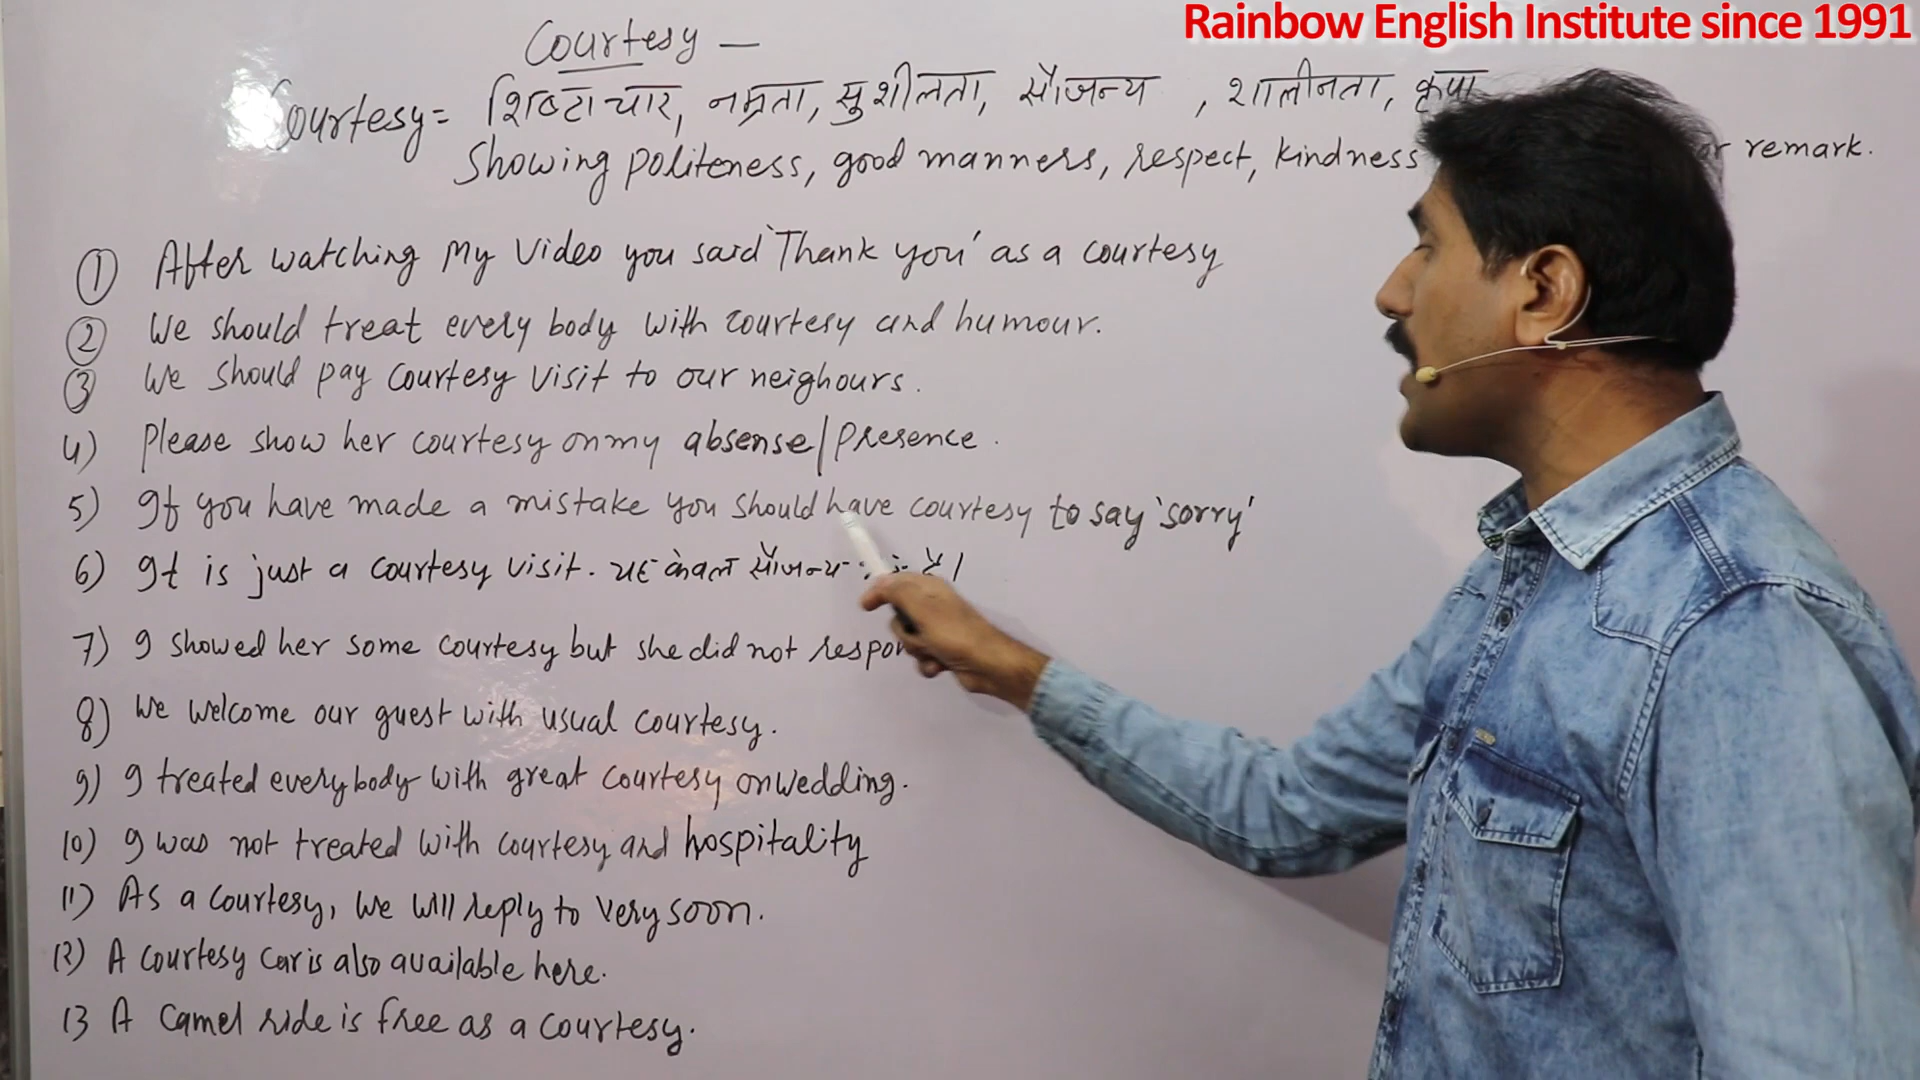 Rainbow English Institute since 1991
Courtesy —
Courtesy = शिष्टाचार, नम्रता, सुशीलता, सौजन्य , शालीनता, कृपा
Showing politeness, good manners, respect, kindness or remark.
1 After watching My Video you said 'Thank you' as a courtesy
2 We should treat every body with courtesy and humour.
3 We should pay courtesy visit to our neighours.
4) Please show her courtesy on my absense/presence.
5) If you have made a mistake you should have courtesy to say 'sorry'
6) It is just a courtesy visit. यह केवल सौजन्य है।
7) I showed her some courtesy but she did not
8) We welcome our guest with usual courtesy.
9) I treated everybody with great courtesy on wedding.
10) I was not treated with courtesy and hospitality
11) As a courtesy, we will reply to very soon.
12) A courtesy car is also available here.
13 A camel ride is free as a courtesy.